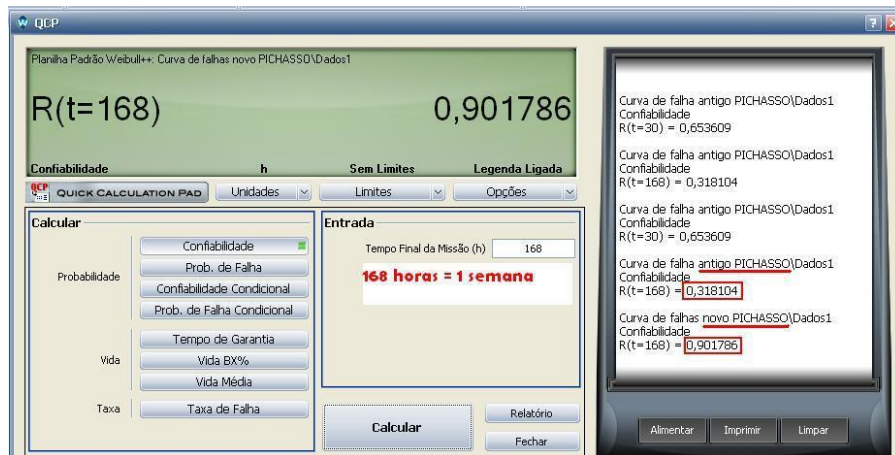 QCP
Planilha Padrão Weibull++: Curva de falhas novo PICHASSO\Dados1
R(t=168) 0,901786
Confiabilidade h Sem Limites Legenda Ligada
QCP QUICK CALCULATION PAD Unidades Limites Opções
Calcular
Probabilidade
Confiabilidade
Prob. de Falha
Confiabilidade Condicional
Prob. de Falha Condicional
Vida
Tempo de Garantia
Vida BX%
Vida Média
Taxa
Taxa de Falha
Entrada
Tempo Final da Missão (h) 168
168 horas = 1 semana
Calcular
Relatório
Fechar
Curva de falha antigo PICHASSO\Dados1
Confiabilidade
R(t=30) = 0,653609
Curva de falha antigo PICHASSO\Dados1
Confiabilidade
R(t=168) = 0,318104
Curva de falha antigo PICHASSO\Dados1
Confiabilidade
R(t=30) = 0,653609
Curva de falha antigo PICHASSO\Dados1
Confiabilidade
R(t=168) = 0,318104
Curva de falhas novo PICHASSO\Dados1
Confiabilidade
R(t=168) = 0,901786
Alimentar Imprimir Limpar